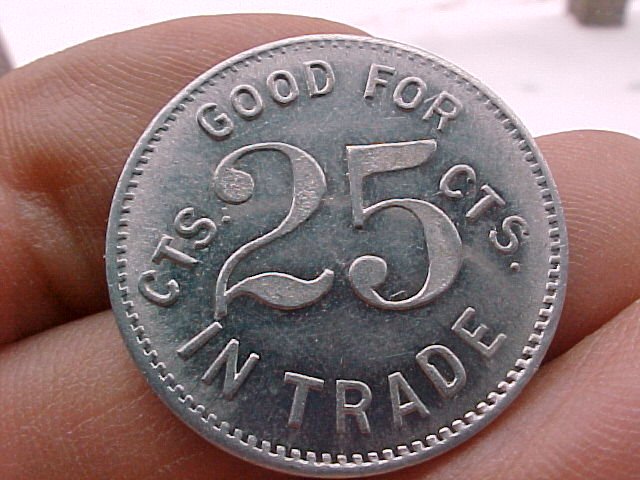 GOOD FOR
CTS. 25 CTS.
IN TRADE